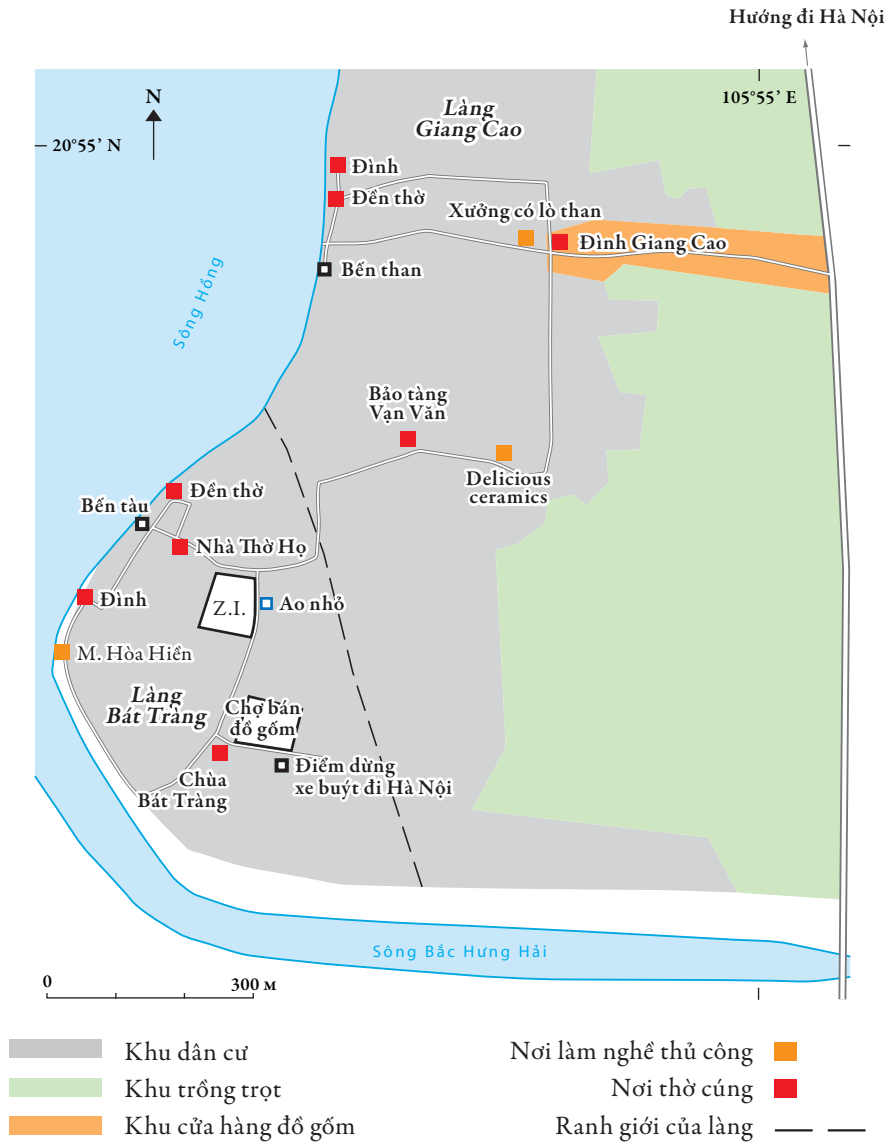 Hướng đi Hà Nội
N
105°55’ E
20°55’ N
Làng
Giang Cao
Đình
Đền thờ
Xưởng có lò than
Đình Giang Cao
Bến than
Sông Hồng
Bảo tàng
Vạn Văn
Delicious
ceramics
Đền thờ
Bến tàu
Nhà Thờ Họ
Z.I.
Ao nhỏ
Đình
M. Hòa Hiền
Làng
Bát Tràng
Chợ bán
đồ gốm
Chùa
Bát Tràng
Điểm dừng
xe buýt đi Hà Nội
Sông Bắc Hưng Hải
0 300 M
Khu dân cư
Khu trồng trọt
Khu cửa hàng đồ gốm
Nơi làm nghề thủ công
Nơi thờ cúng
Ranh giới của làng